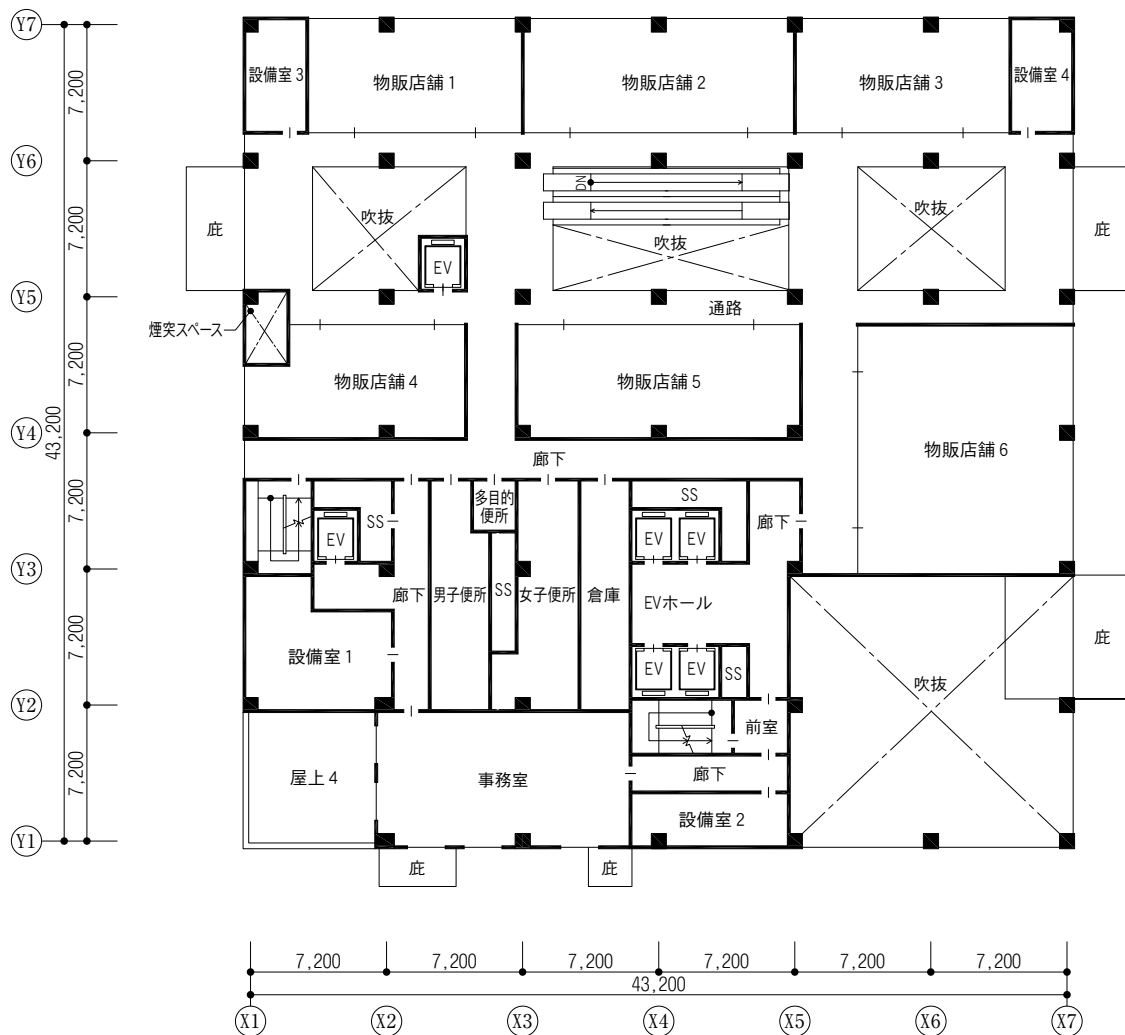 Y7
設備室3
物販店舗1
物販店舗2
物販店舗3
設備室4
7,200
Y6
庇
吹抜
DN
吹抜
吹抜
庇
EV
7,200
Y5
通路
煙突スペース
物販店舗4
物販店舗5
7,200
43,200
Y4
廊下
物販店舗6
7,200
SS
EV
多目的
便所
SS
EV
EV
廊下
Y3
廊下
男子便所
SS
女子便所
倉庫
EVホール
設備室1
EV
EV
SS
庇
吹抜
7,200
Y2
前室
屋上4
事務室
廊下
設備室2
7,200
Y1
庇
庇
7,200
7,200
7,200
7,200
7,200
7,200
43,200
X1
X2
X3
X4
X5
X6
X7